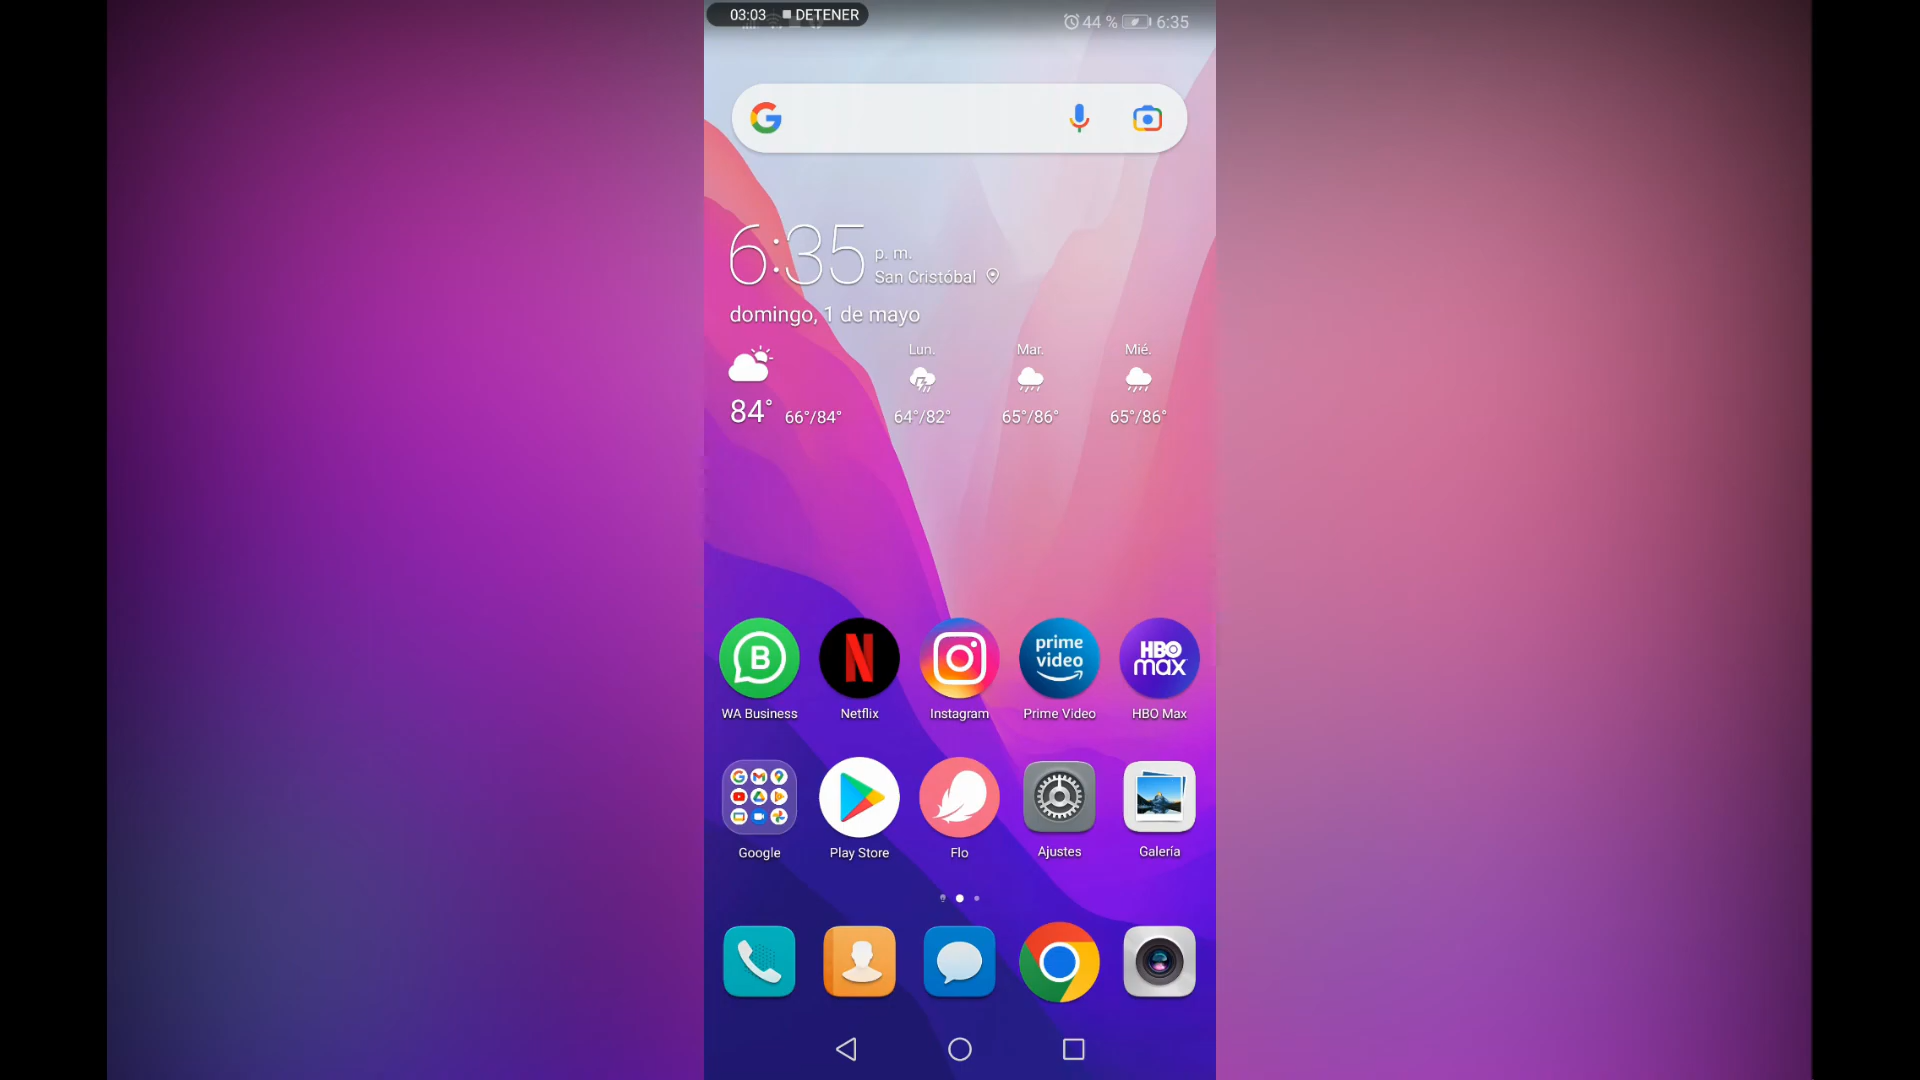 03:03 DETENER
44 % 6:35
6:35 p. m.
San Cristóbal
domingo, 1 de mayo
Lun. Mar. Mié.
84° 66°/84° 64°/82° 65°/86° 65°/86°
B
N
prime video
HBO max
WA Business Netflix Instagram Prime Video HBO Max
Google Play Store Flo Ajustes Galería